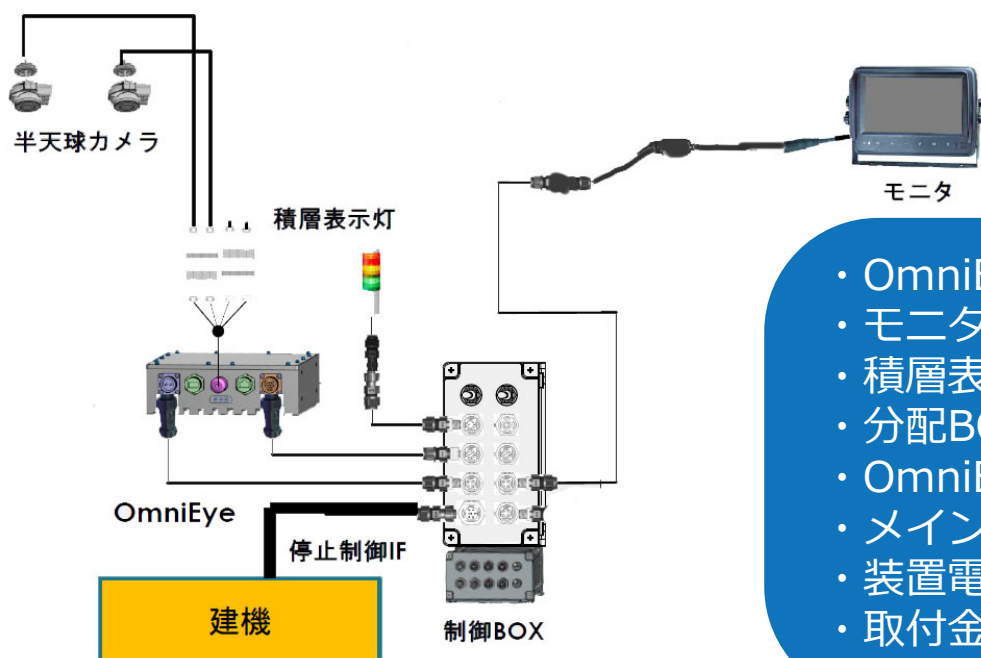 半天球カメラ
モニタ
積層表示灯
OmniEye
停止制御IF
建機
制御BOX
・OmniE
・モニタ
・積層表
・分配B
・OmniE
・メイン
・装置電
・取付金